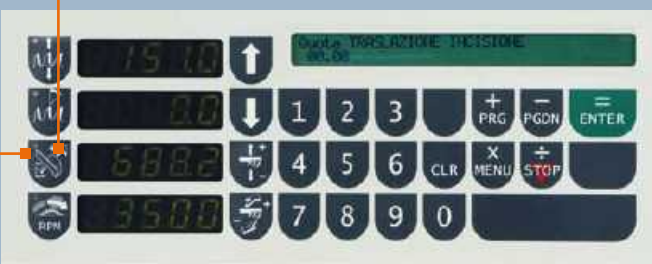 151.0
Quota TRASLAZIONE INCISIONE
00.00
0.0
1 2 3 + PRG - PGDN = ENTER
688.2
4 5 6 CLR X MENU ÷ STOP
RPN 3500
7 8 9 0